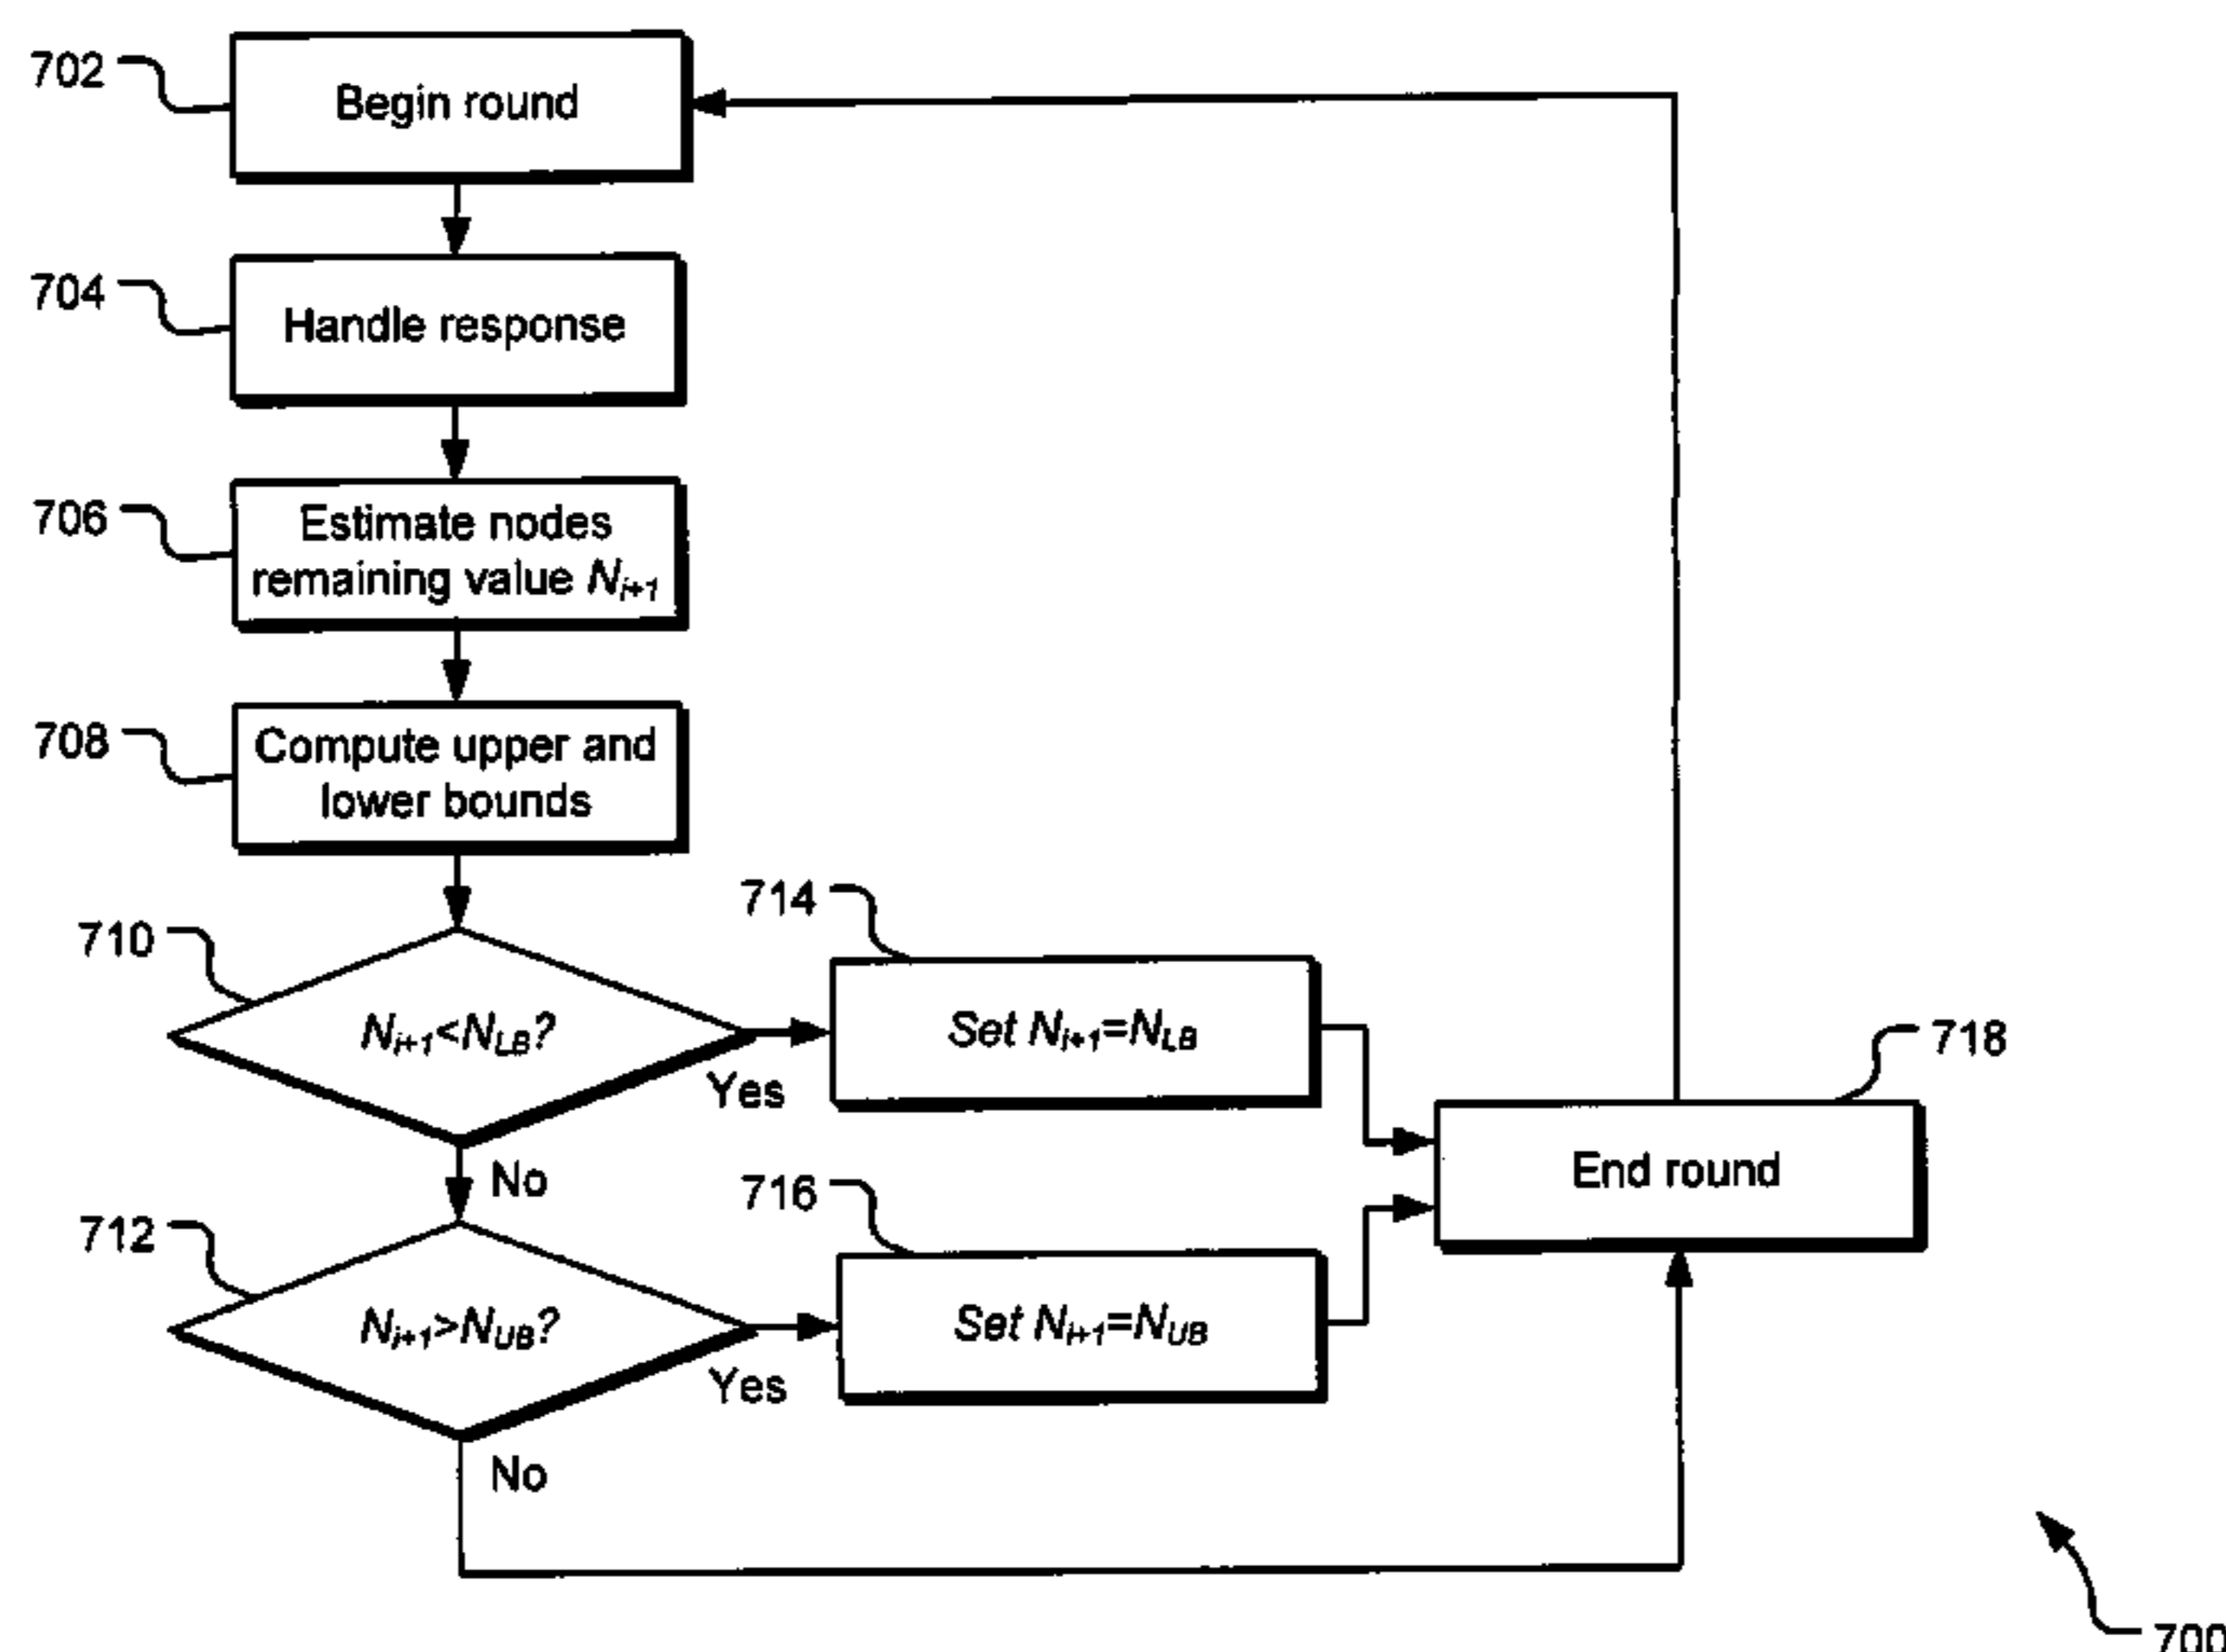 702
Begin round
704
Handle response
706
Estimate nodes
remaining value Ni+1
708
Compute upper and
lower bounds
710
Ni+1<NLB?
Yes
No
714
Set Ni+1=NLB
712
Ni+1>NUB?
Yes
No
716
Set Ni+1=NUB
718
End round
700